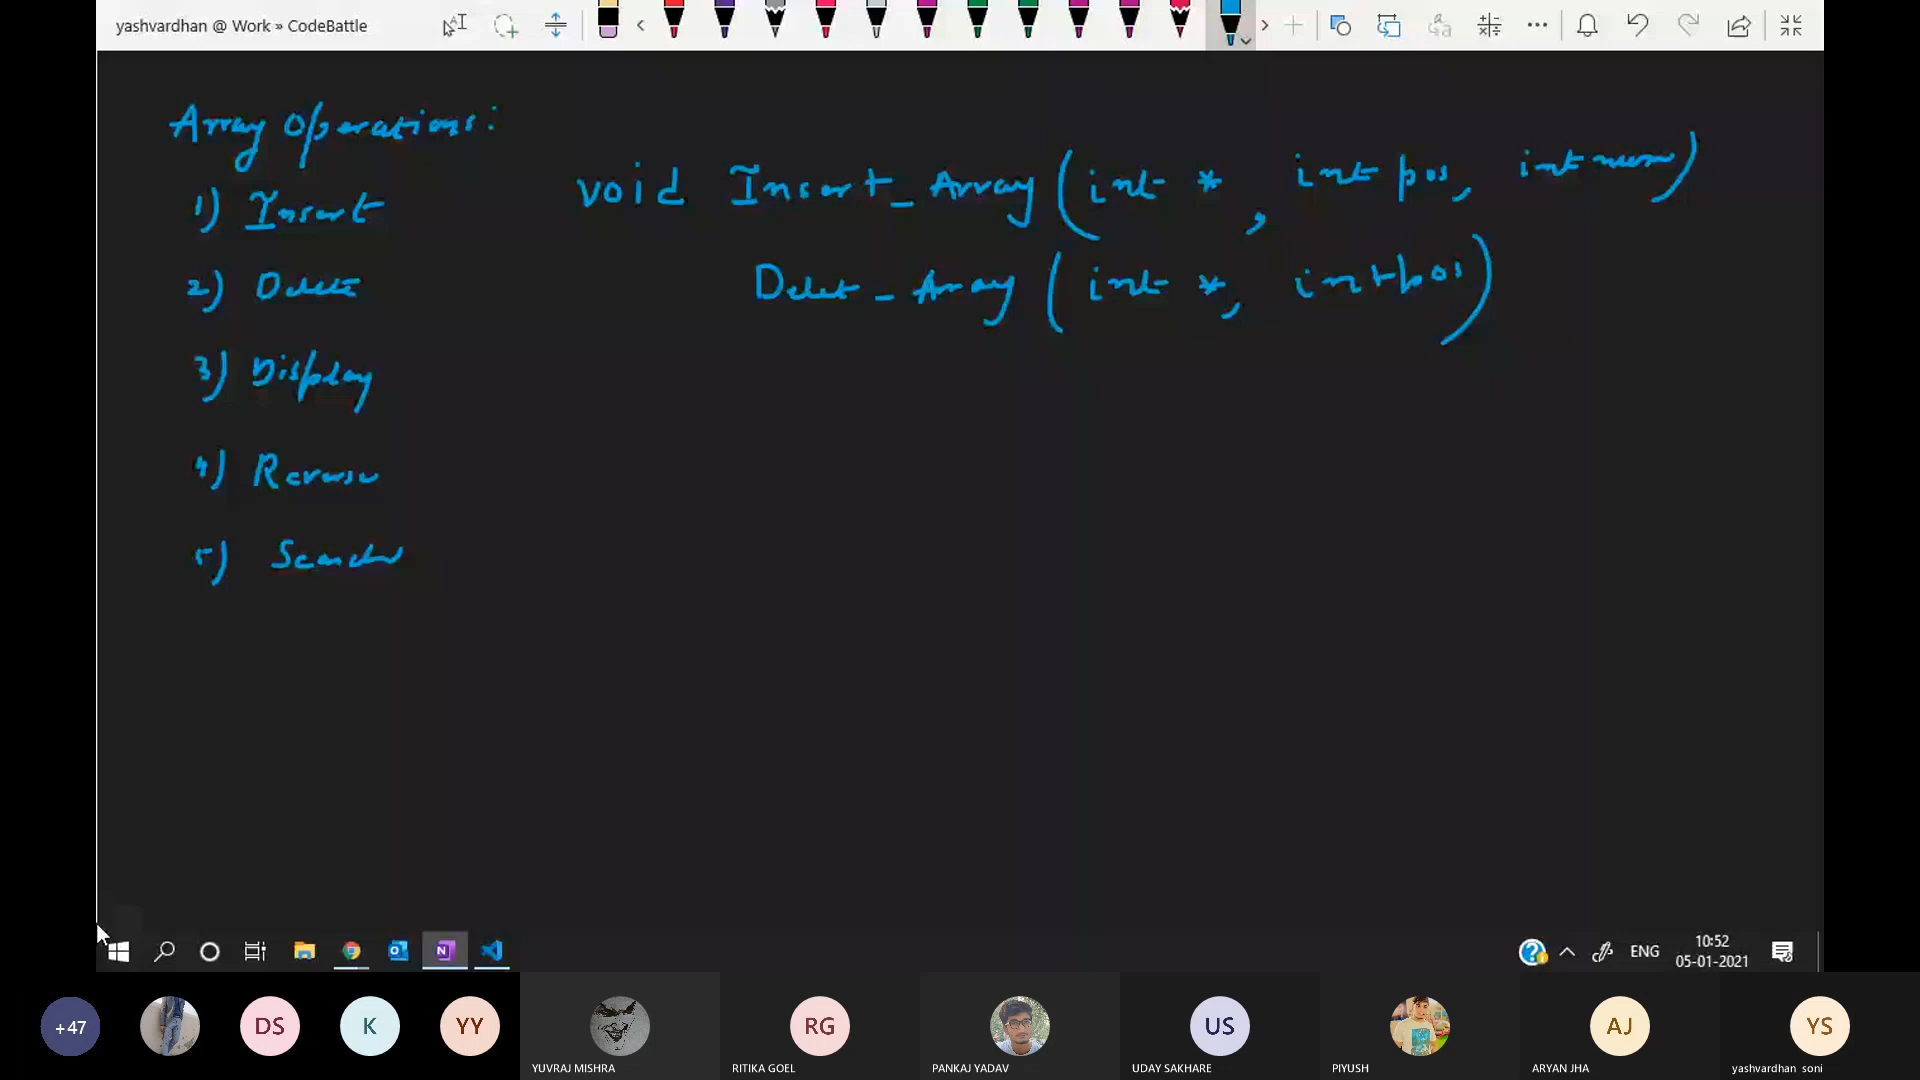 yashvardhan @ Work » CodeBattle
Array Operations:
void Insert_Array(int *, int pos, int num)
1) Insert
Delet_Array (int *, int pos)
2) Delete
3) Display
4) Reverse
5) Search
ENG
10:52
05-01-2021
+47
DS
K
YY
RG
US
AJ
YS
YUVRAJ MISHRA
RITIKA GOEL
PANKAJ YADAV
UDAY SAKHARE
PIYUSH
ARYAN JHA
yashvardhan soni